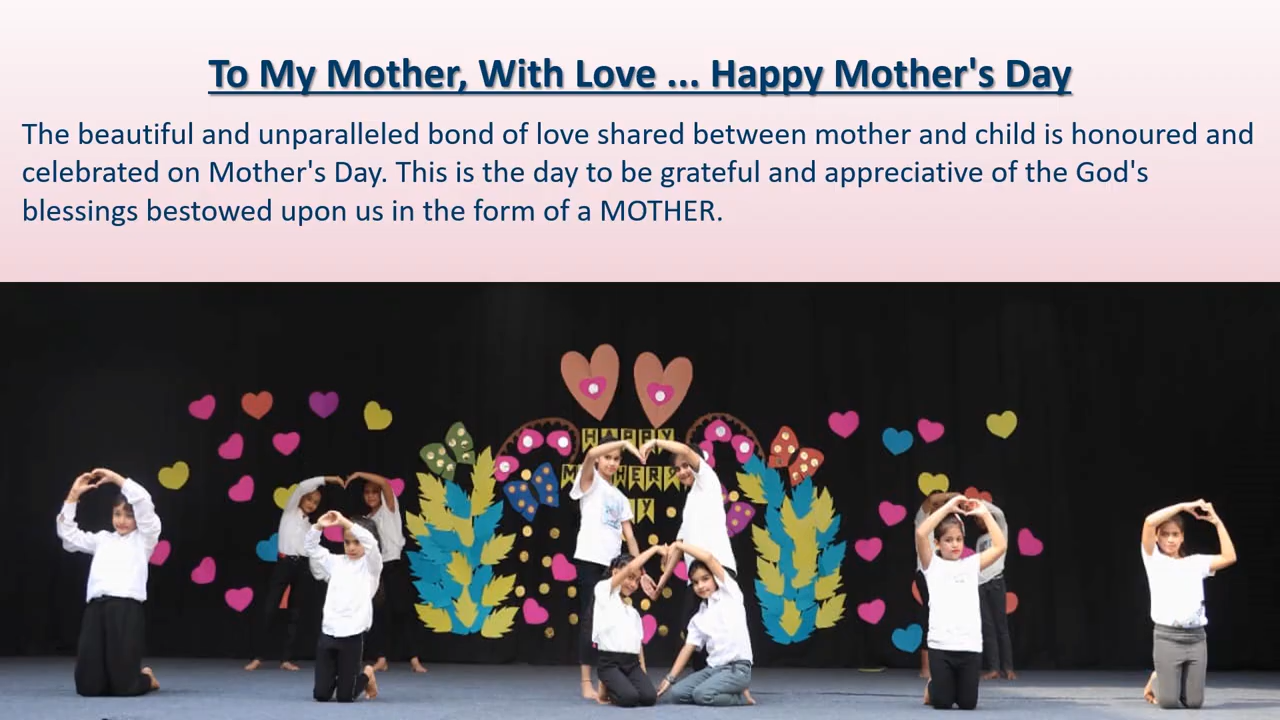 To My Mother, With Love ... Happy Mother's Day
The beautiful and unparalleled bond of love shared between mother and child is honoured and
celebrated on Mother's Day. This is the day to be grateful and appreciative of the God's
blessings bestowed upon us in the form of a MOTHER.
HAPPY